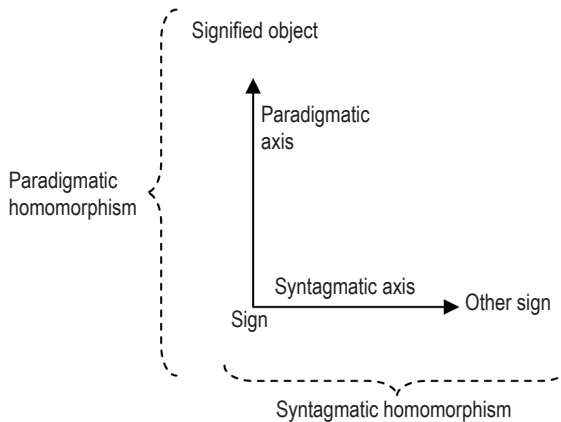 Signified object
Paradigmatic
axis
Paradigmatic
homomorphism
Syntagmatic axis
Other sign
Sign
Syntagmatic homomorphism